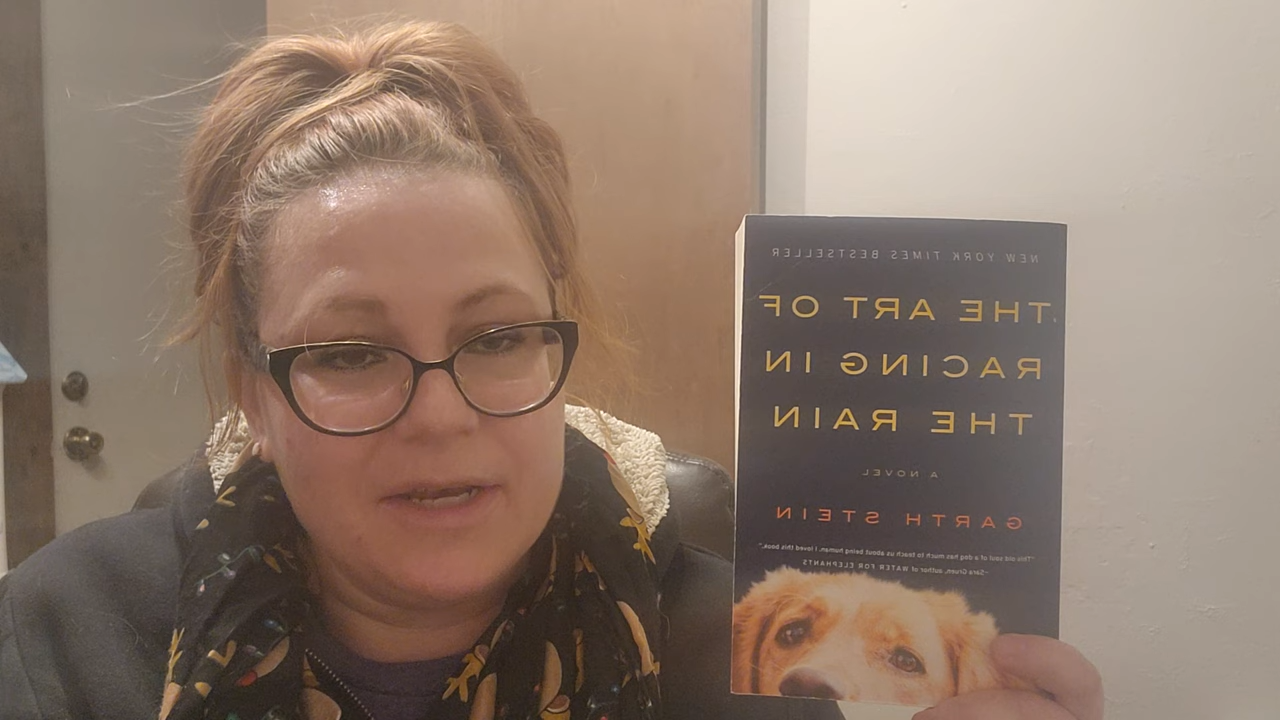 NEW YORK TIMES BESTSELLER
THE ART OF
RACING IN
THE RAIN
A NOVEL
GARTH STEIN
"This old soul of a dog has much to teach us about being human. I loved this book."
—Sara Gruen, author of WATER FOR ELEPHANTS